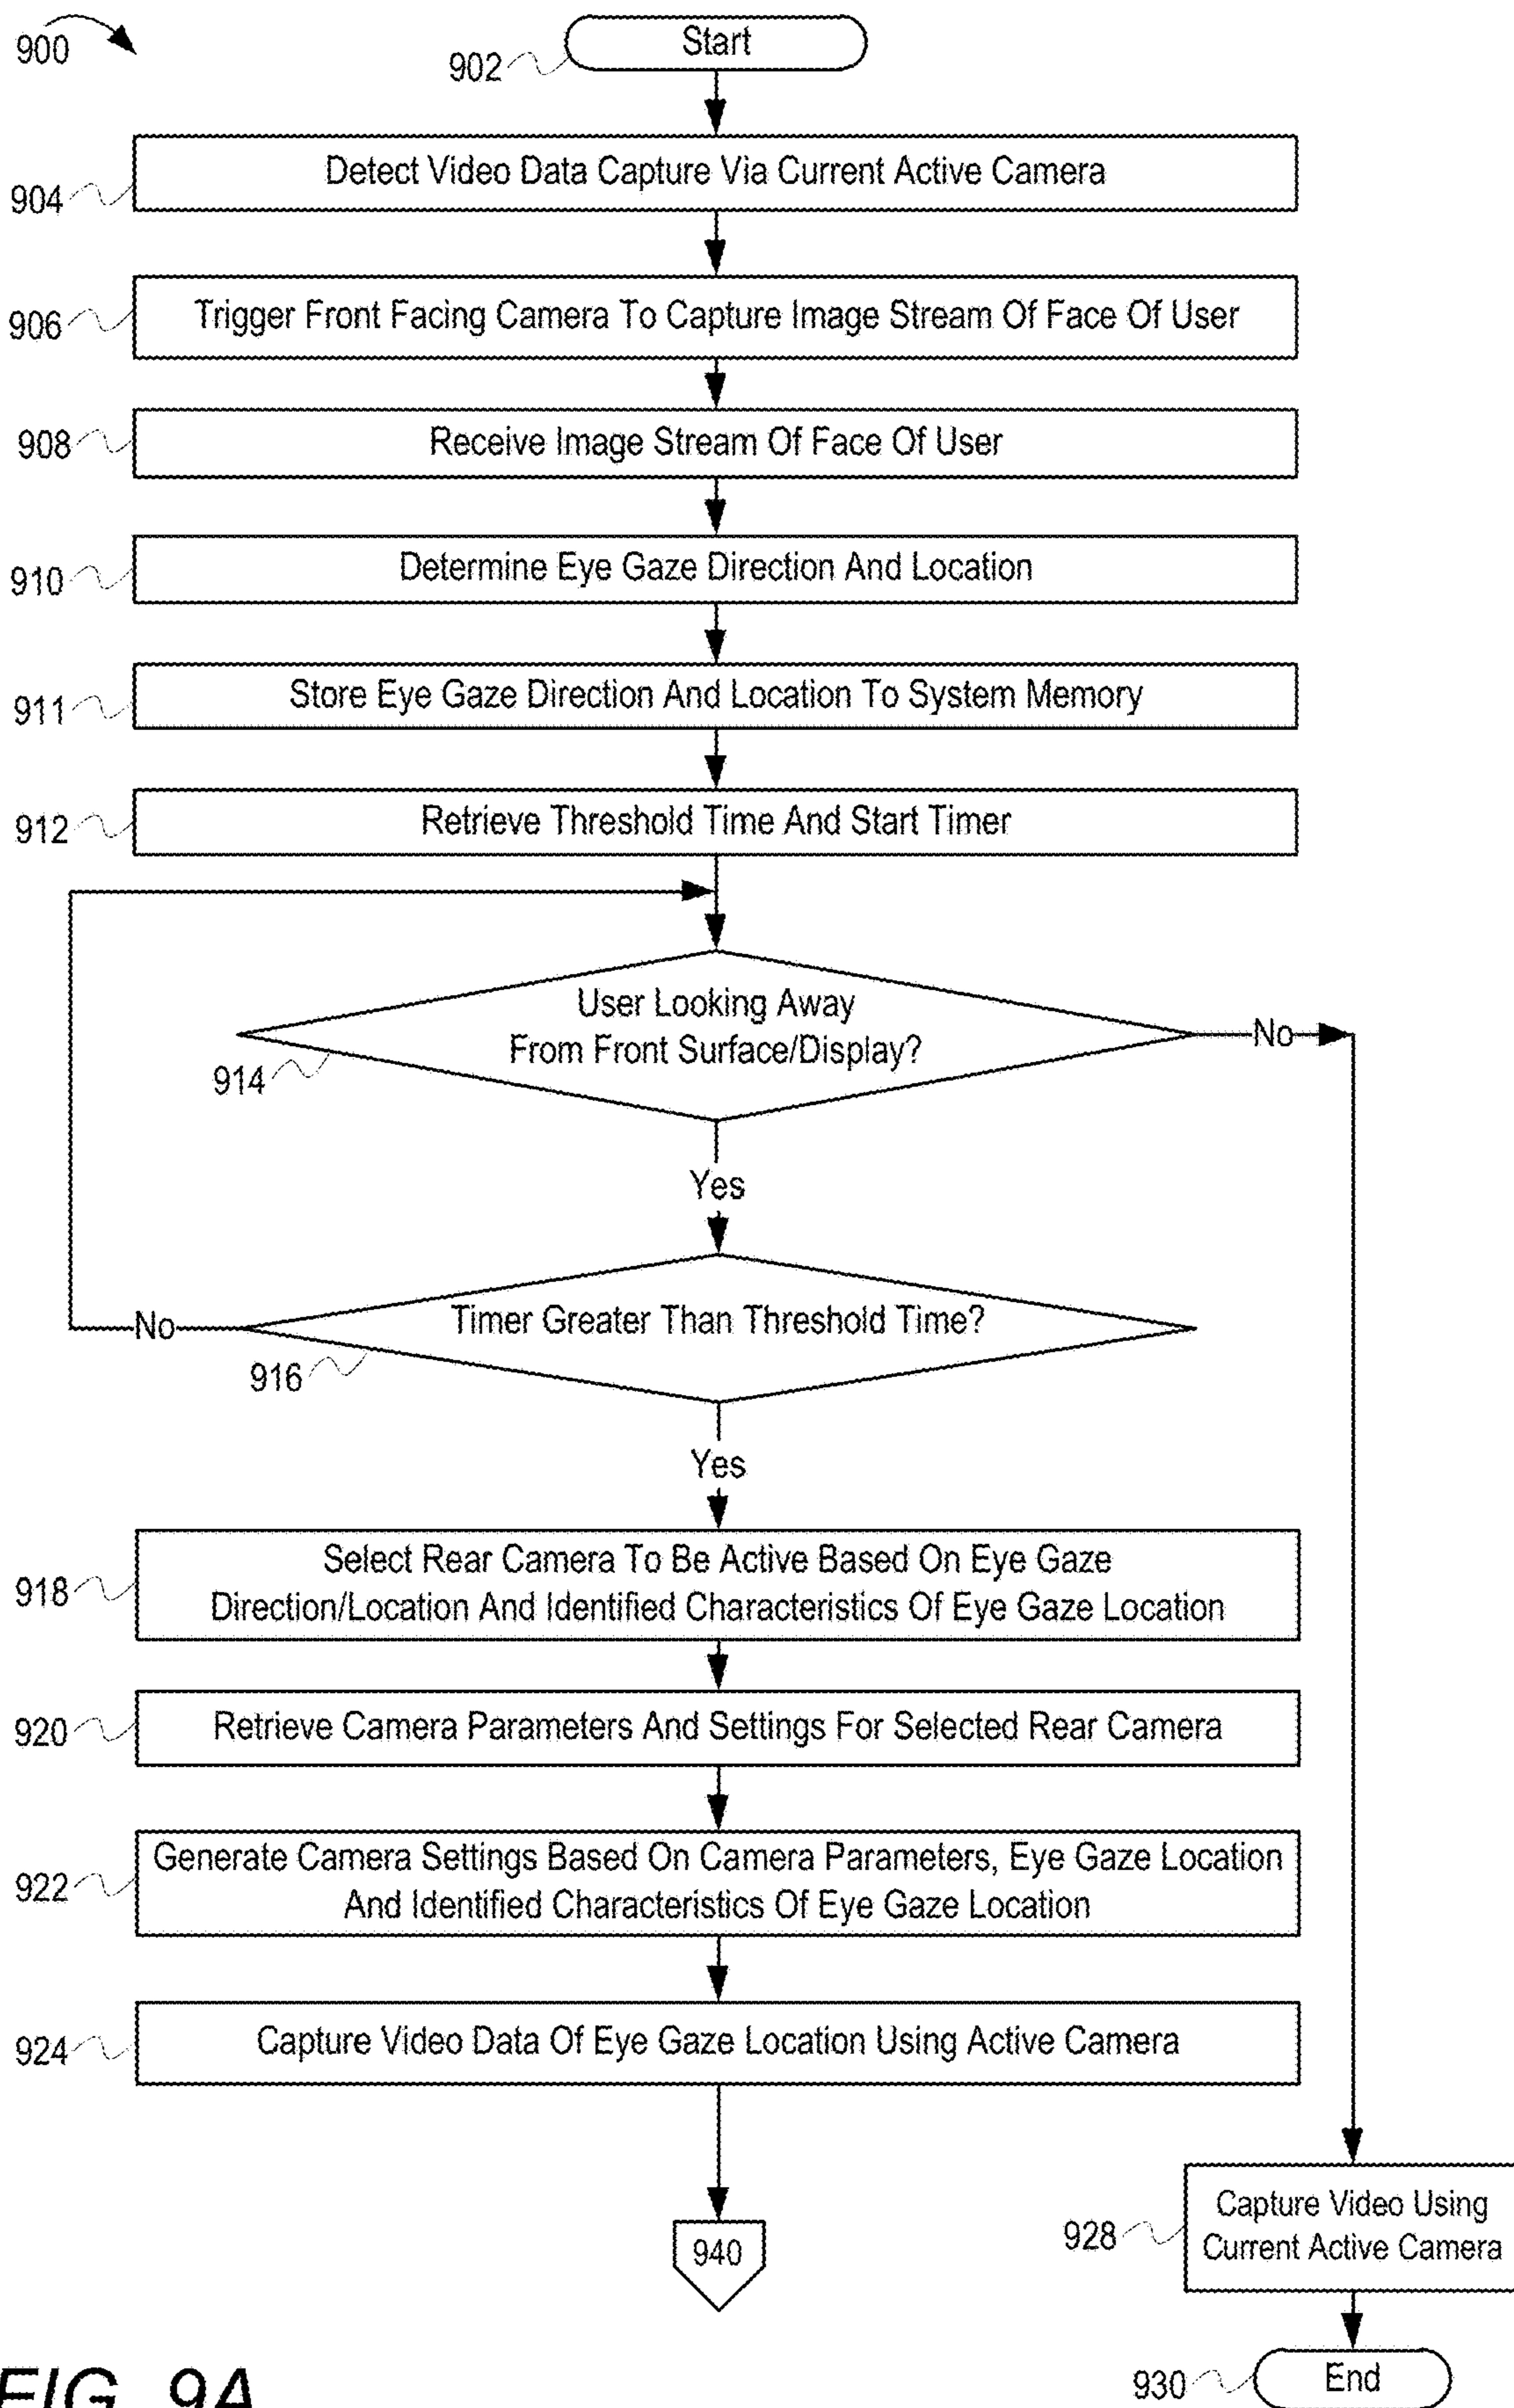 900
Start
902
Detect Video Data Capture Via Current Active Camera
904
Trigger Front Facing Camera To Capture Image Stream Of Face Of User
906
Receive Image Stream Of Face Of User
908
Determine Eye Gaze Direction And Location
910
Store Eye Gaze Direction And Location To System Memory
911
Retrieve Threshold Time And Start Timer
912
User Looking Away
From Front Surface/Display?
No
914
Yes
Timer Greater Than Threshold Time?
No
916
Yes
Select Rear Camera To Be Active Based On Eye Gaze
Direction/Location And Identified Characteristics Of Eye Gaze Location
918
Retrieve Camera Parameters And Settings For Selected Rear Camera
920
Generate Camera Settings Based On Camera Parameters, Eye Gaze Location
And Identified Characteristics Of Eye Gaze Location
922
Capture Video Data Of Eye Gaze Location Using Active Camera
924
940
Capture Video Using
Current Active Camera
928
End
930
FIG. 9A